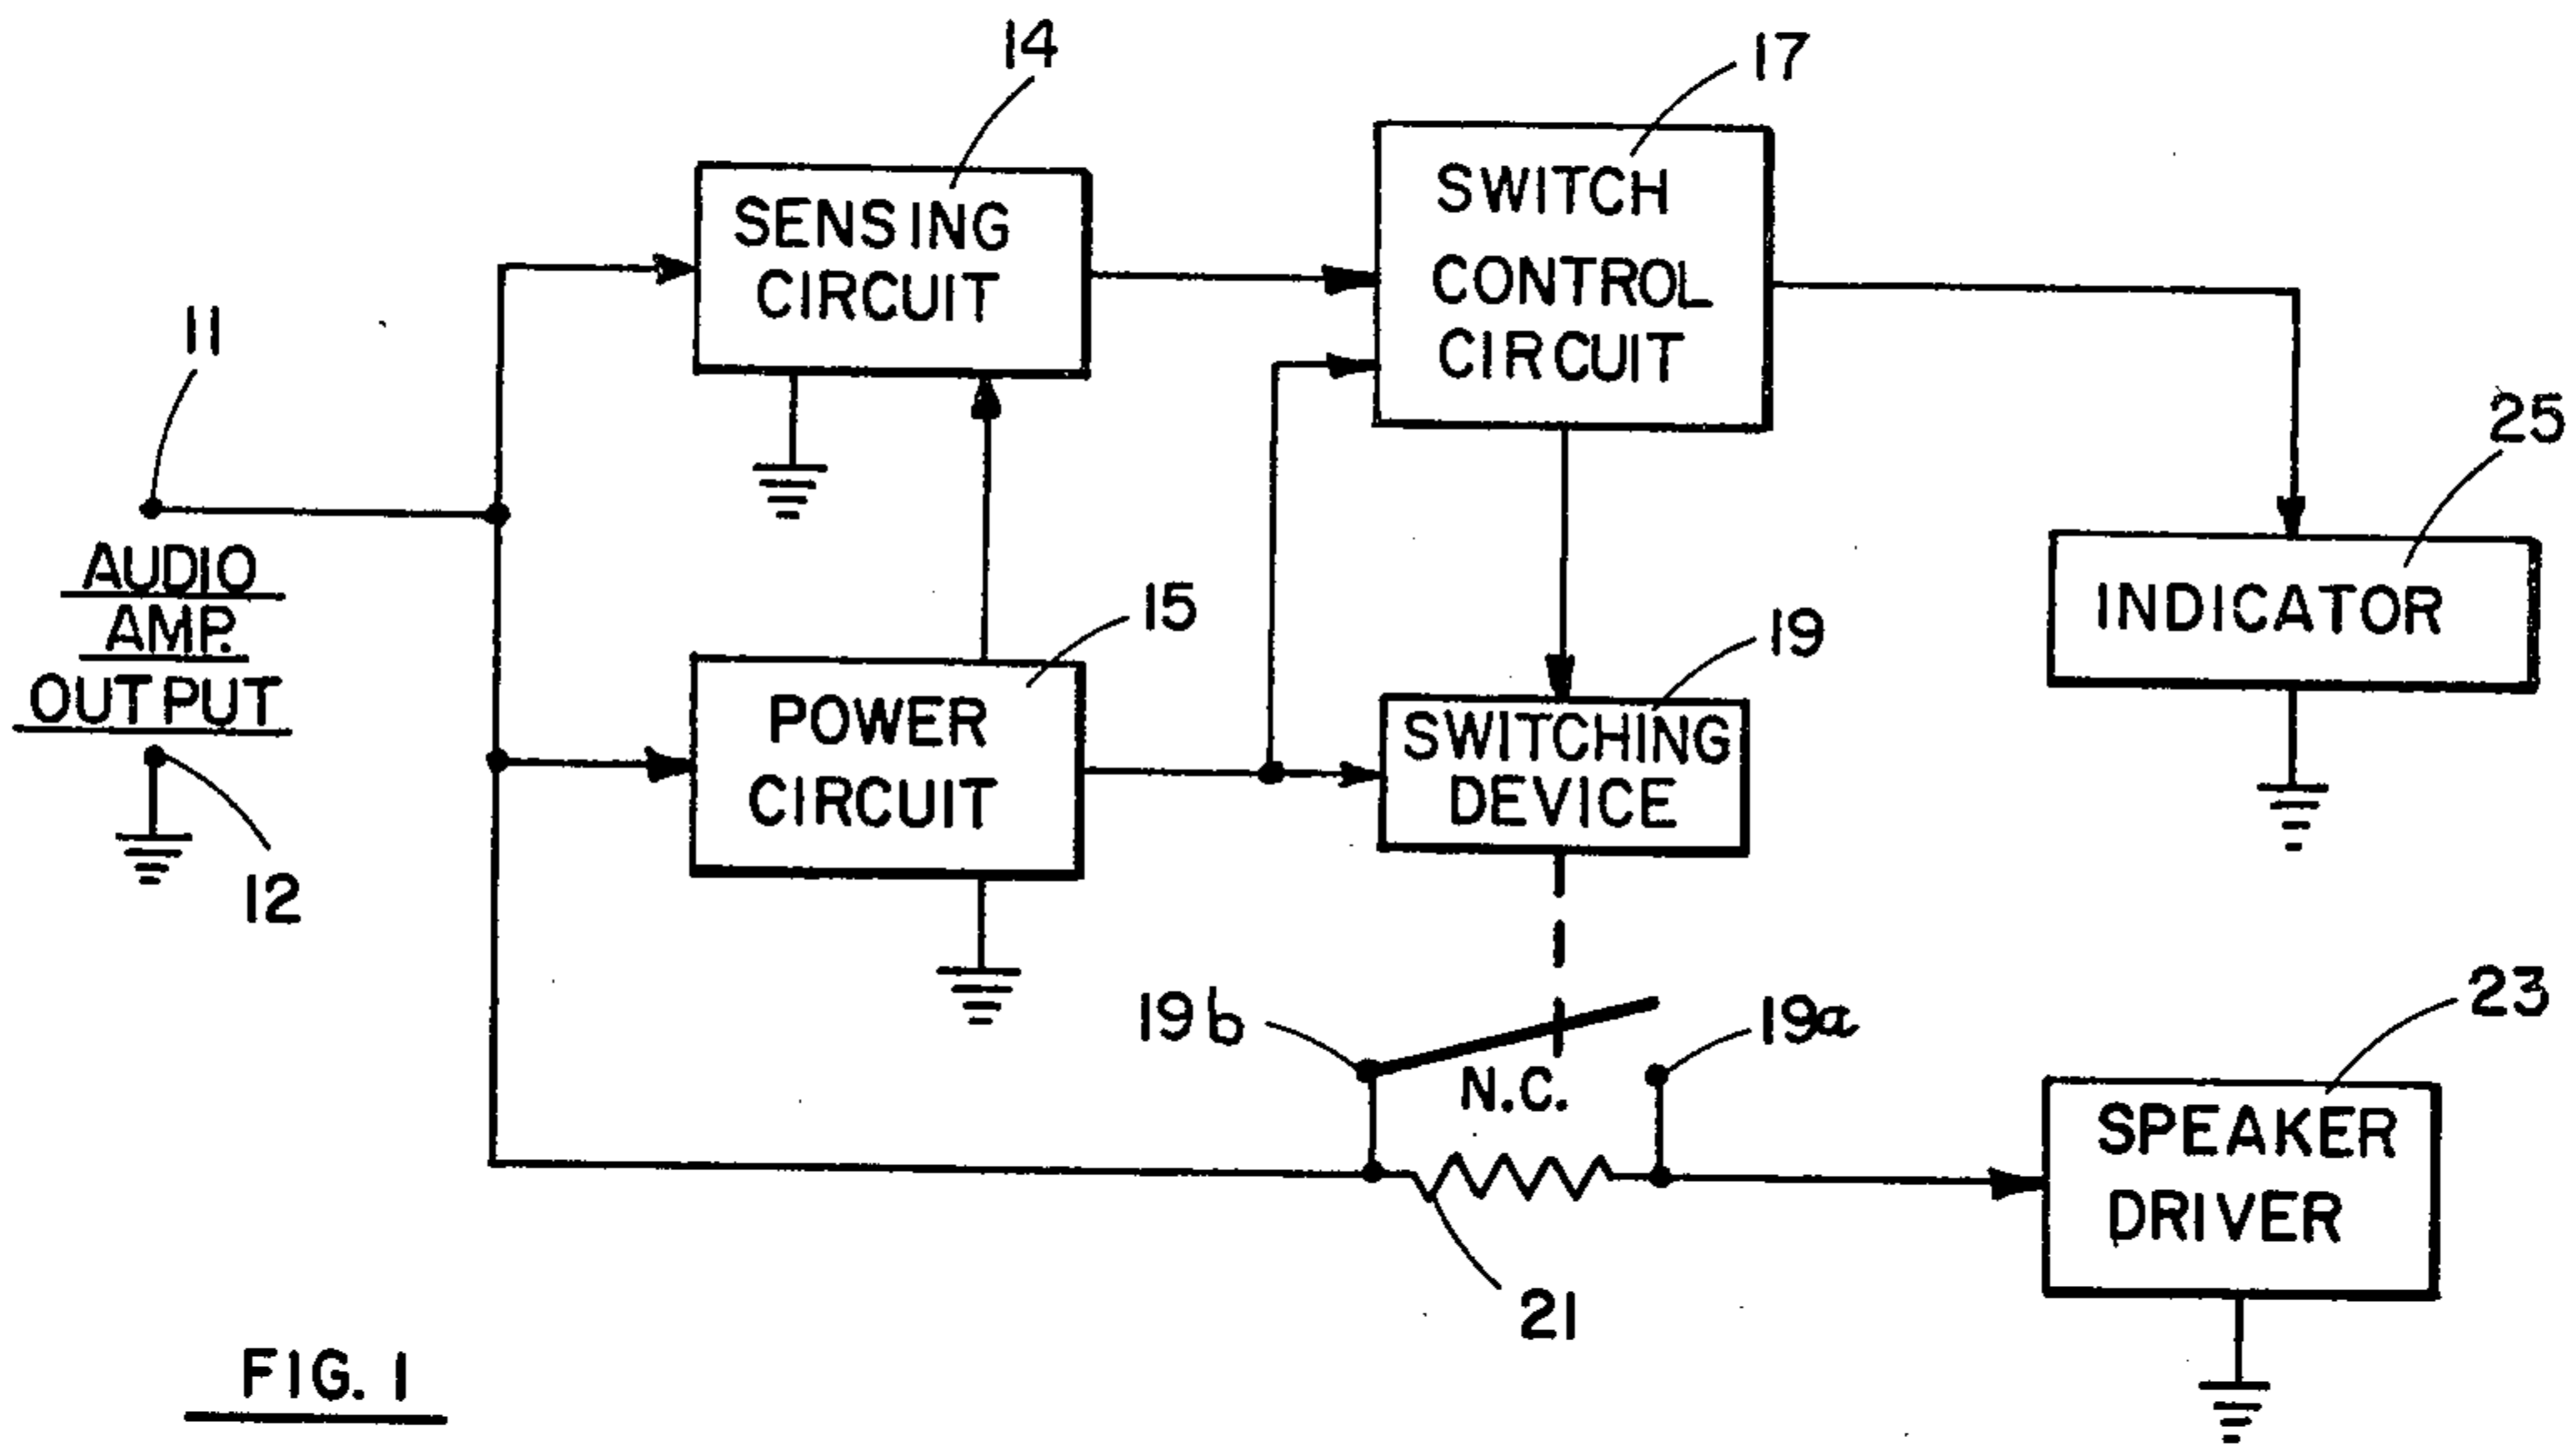 14
17
SENSING
CIRCUIT
SWITCH
CONTROL
CIRCUIT
11
25
AUDIO
AMP.
OUTPUT
12
15
POWER
CIRCUIT
19
SWITCHING
DEVICE
INDICATOR
19b
19a
N.C.
23
SPEAKER
DRIVER
21
FIG. 1